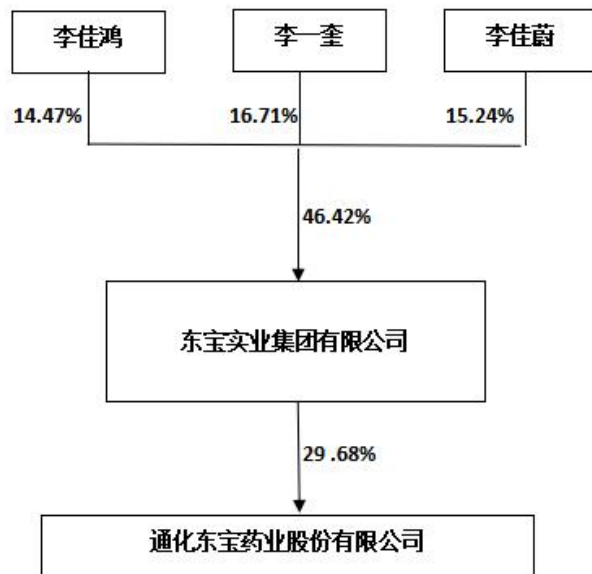 李佳鸿 李一奎 李佳蔚
14.47% 16.71% 15.24%
46.42%
东宝实业集团有限公司
29 .68%
通化东宝药业股份有限公司